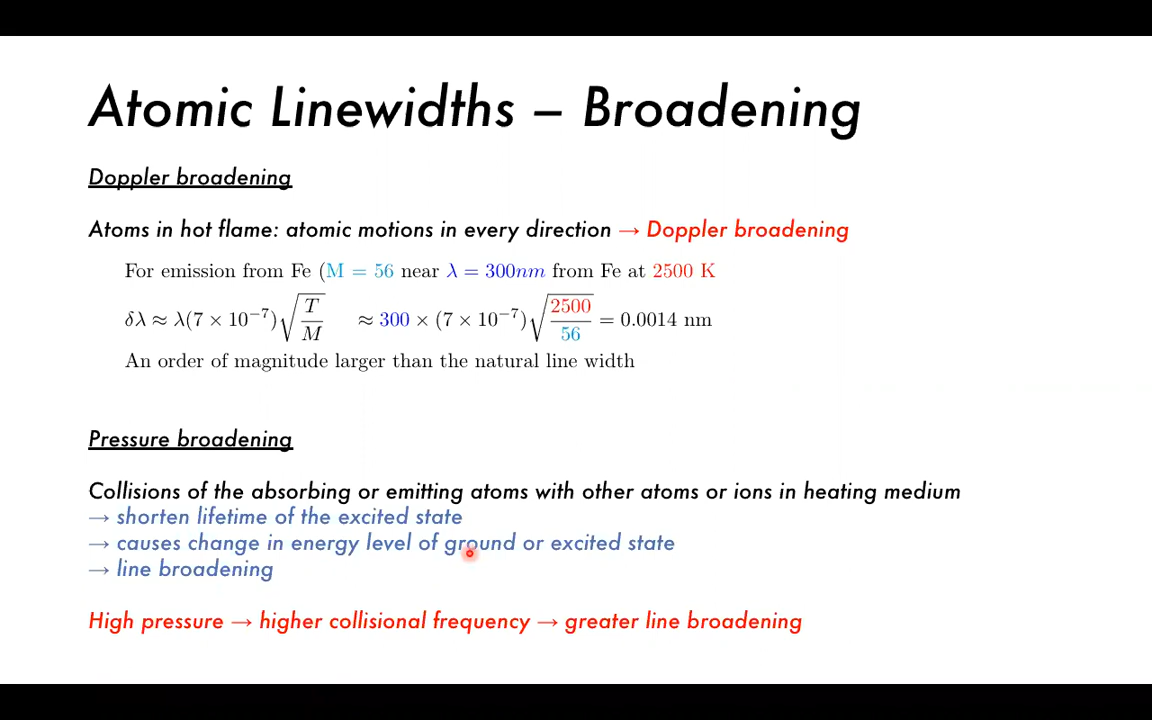 Atomic Linewidths – Broadening
Doppler broadening
Atoms in hot flame: atomic motions in every direction → Doppler broadening
For emission from Fe (M = 56 near λ = 300nm from Fe at 2500 K
δλ ≈ λ(7 × 10⁻⁷)√(T/M) ≈ 300 × (7 × 10⁻⁷)√(2500/56) = 0.0014 nm
An order of magnitude larger than the natural line width
Pressure broadening
Collisions of the absorbing or emitting atoms with other atoms or ions in heating medium
→ shorten lifetime of the excited state
→ causes change in energy level of ground or excited state
→ line broadening
High pressure → higher collisional frequency → greater line broadening